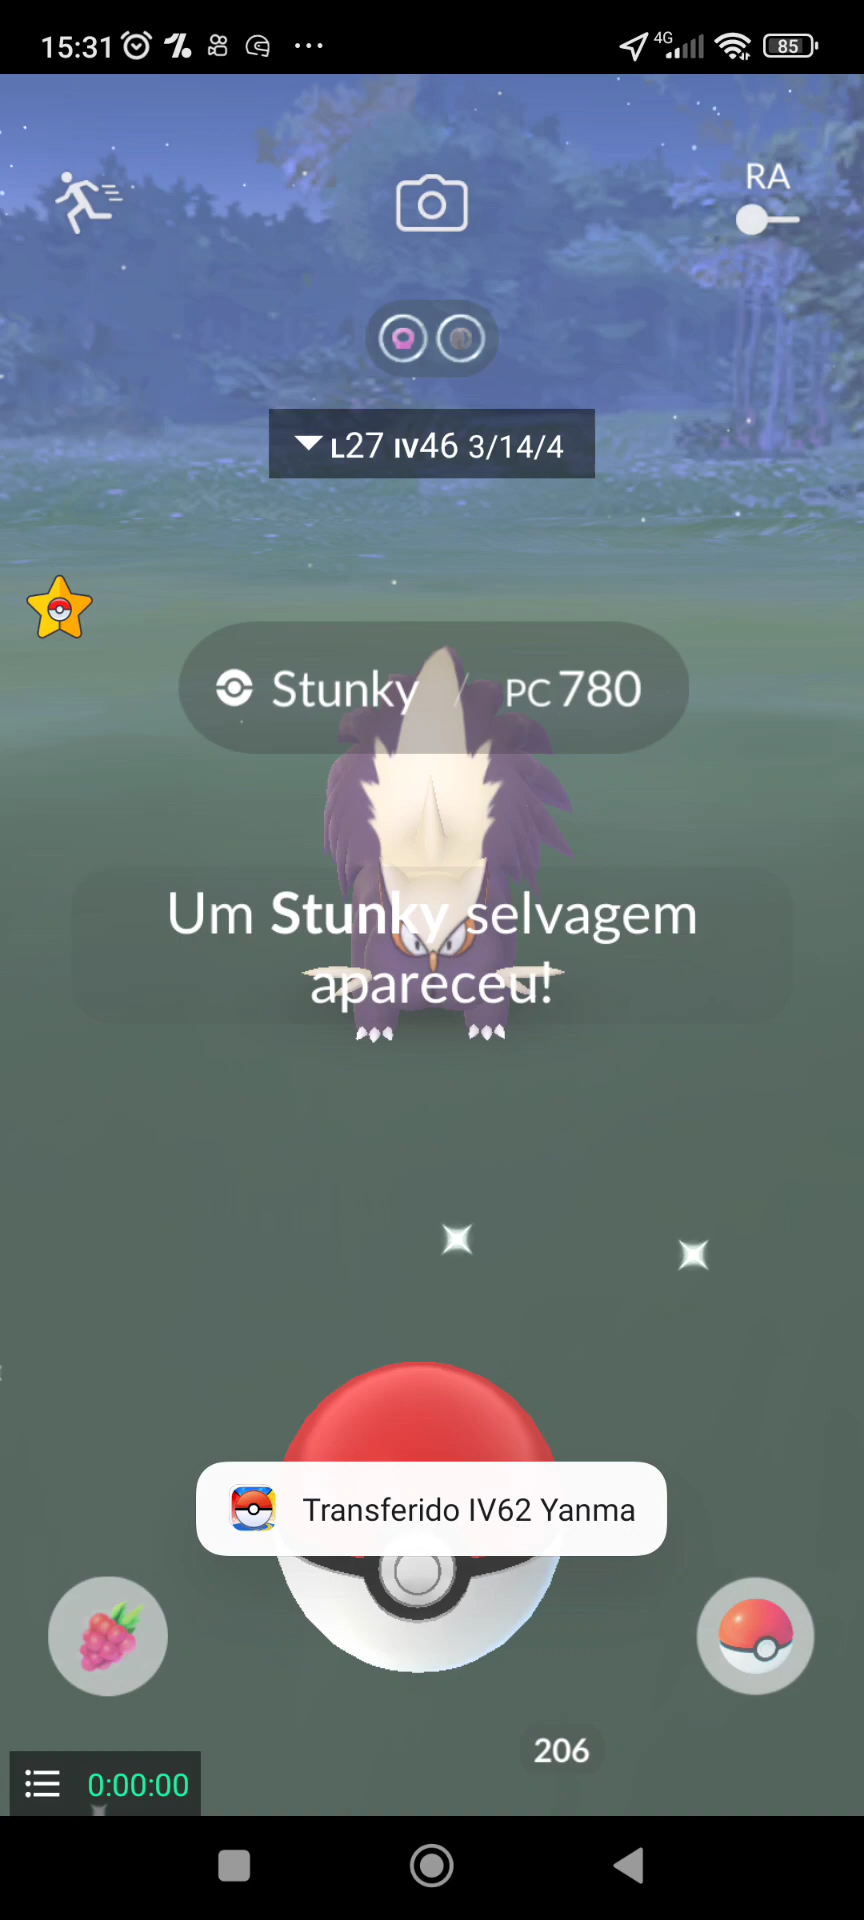 15:31
4G
85
RA
L27 IV46 3/14/4
Stunky / PC 780
Um Stunky selvagem
apareceu!
Transferido IV62 Yanma
206
0:00:00